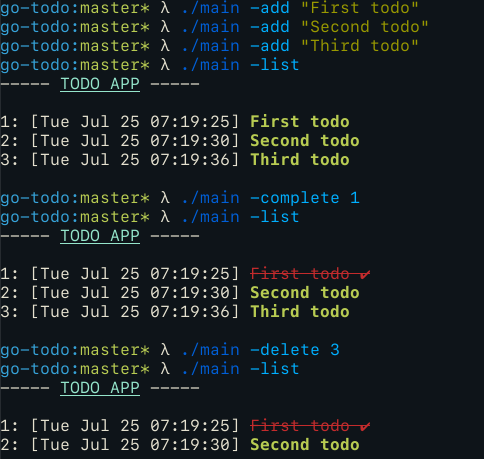 go-todo:master* λ ./main -add "First todo"
go-todo:master* λ ./main -add "Second todo"
go-todo:master* λ ./main -add "Third todo"
go-todo:master* λ ./main -list
----- TODO APP -----
1: [Tue Jul 25 07:19:25] First todo
2: [Tue Jul 25 07:19:30] Second todo
3: [Tue Jul 25 07:19:36] Third todo
go-todo:master* λ ./main -complete 1
go-todo:master* λ ./main -list
----- TODO APP -----
1: [Tue Jul 25 07:19:25] First todo ✔
2: [Tue Jul 25 07:19:30] Second todo
3: [Tue Jul 25 07:19:36] Third todo
go-todo:master* λ ./main -delete 3
go-todo:master* λ ./main -list
----- TODO APP -----
1: [Tue Jul 25 07:19:25] First todo ✔
2: [Tue Jul 25 07:19:30] Second todo